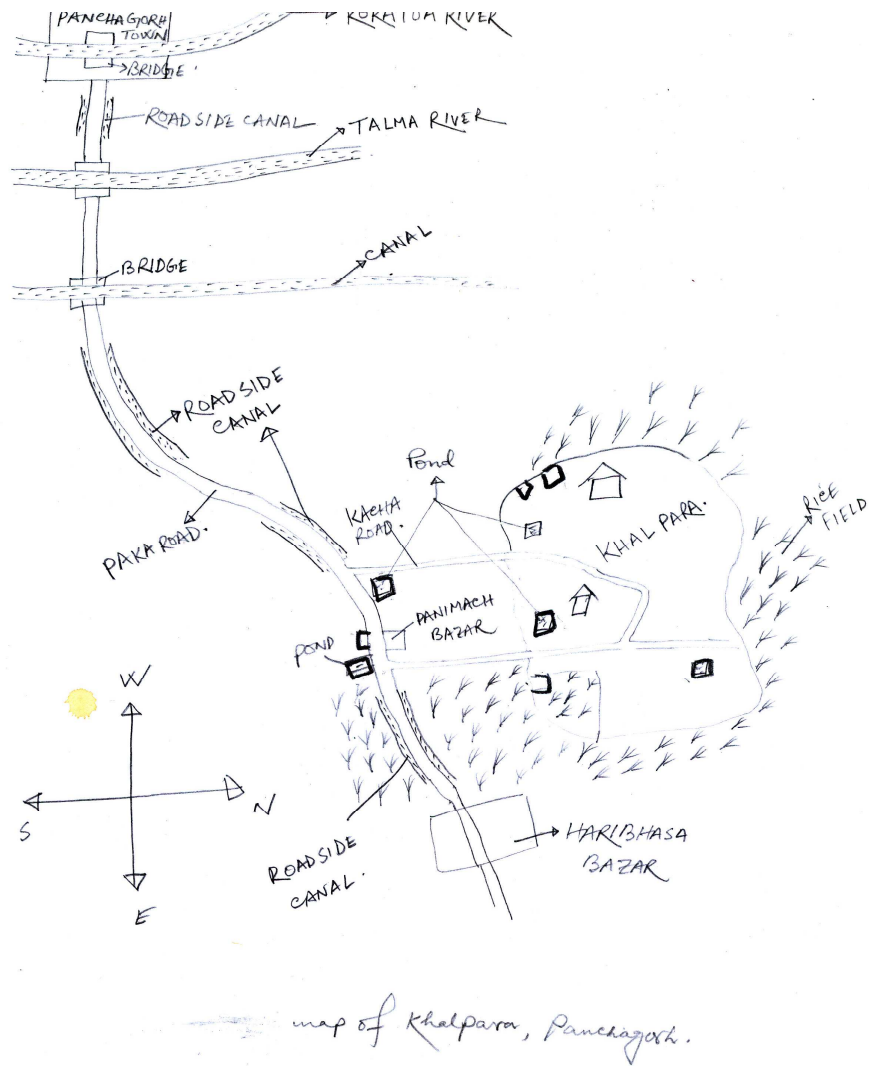 PANCHAGORH
TOWN
KORATUA RIVER
BRIDGE.
ROADSIDE CANAL
TALMA RIVER
BRIDGE
CANAL
ROADSIDE
CANAL
PAKA ROAD.
KACHA
ROAD.
Pond
KHAL PARA.
RICE
FIELD
PANIMACH
BAZAR
POND
W
S
N
E
HARIBHASA
BAZAR
ROADSIDE
CANAL.
map of Khalpara, Panchagorh.